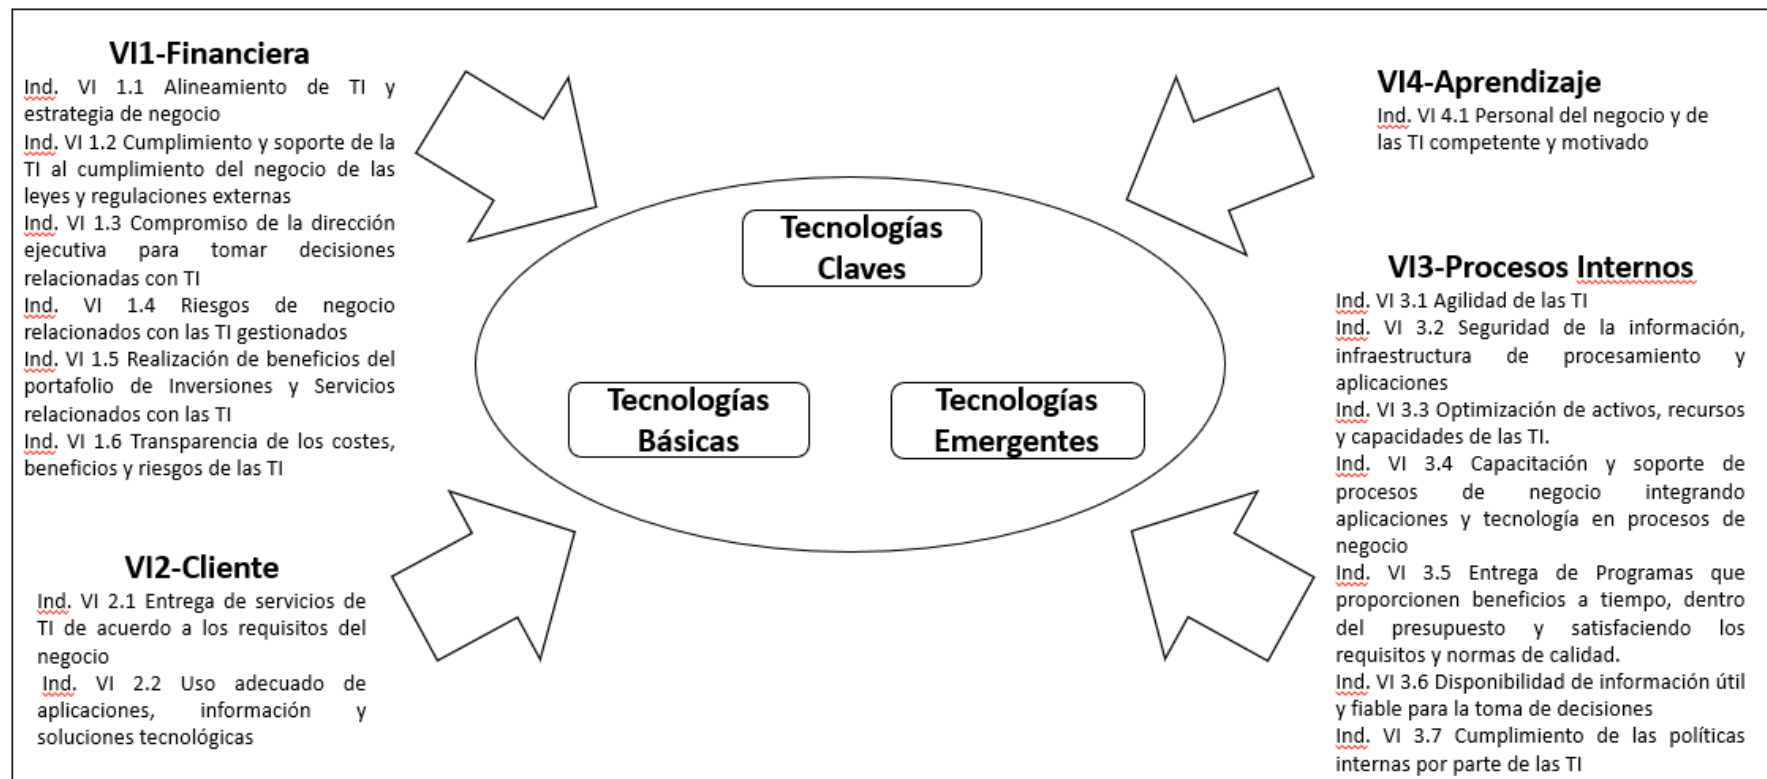 VI1-Financiera
Ind. VI 1.1 Alineamiento de TI y
estrategia de negocio
Ind. VI 1.2 Cumplimiento y soporte de la
TI al cumplimiento del negocio de las
leyes y regulaciones externas
Ind. VI 1.3 Compromiso de la dirección
ejecutiva para tomar decisiones
relacionadas con TI
Ind. VI 1.4 Riesgos de negocio
relacionados con las TI gestionados
Ind. VI 1.5 Realización de beneficios del
portafolio de Inversiones y Servicios
relacionados con las TI
Ind. VI 1.6 Transparencia de los costes,
beneficios y riesgos de las TI
VI2-Cliente
Ind. VI 2.1 Entrega de servicios de
TI de acuerdo a los requisitos del
negocio
Ind. VI 2.2 Uso adecuado de
aplicaciones, información y
soluciones tecnológicas
Tecnologías
Claves
Tecnologías
Básicas
Tecnologías
Emergentes
VI4-Aprendizaje
Ind. VI 4.1 Personal del negocio y de
las TI competente y motivado
VI3-Procesos Internos
Ind. VI 3.1 Agilidad de las TI
Ind. VI 3.2 Seguridad de la información,
infraestructura de procesamiento y
aplicaciones
Ind. VI 3.3 Optimización de activos, recursos
y capacidades de las TI.
Ind. VI 3.4 Capacitación y soporte de
procesos de negocio integrando
aplicaciones y tecnología en procesos de
negocio
Ind. VI 3.5 Entrega de Programas que
proporcionen beneficios a tiempo, dentro
del presupuesto y satisfaciendo los
requisitos y normas de calidad.
Ind. VI 3.6 Disponibilidad de información útil
y fiable para la toma de decisiones
Ind. VI 3.7 Cumplimiento de las políticas
internas por parte de las TI